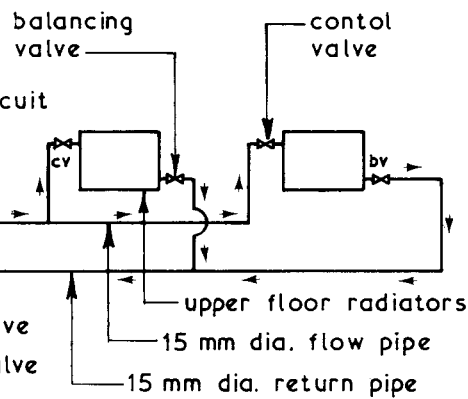 balancing
valve
contol
valve
cuit
cv
bv
upper floor radiators
ve
15 mm dia. flow pipe
alve
15 mm dia. return pipe